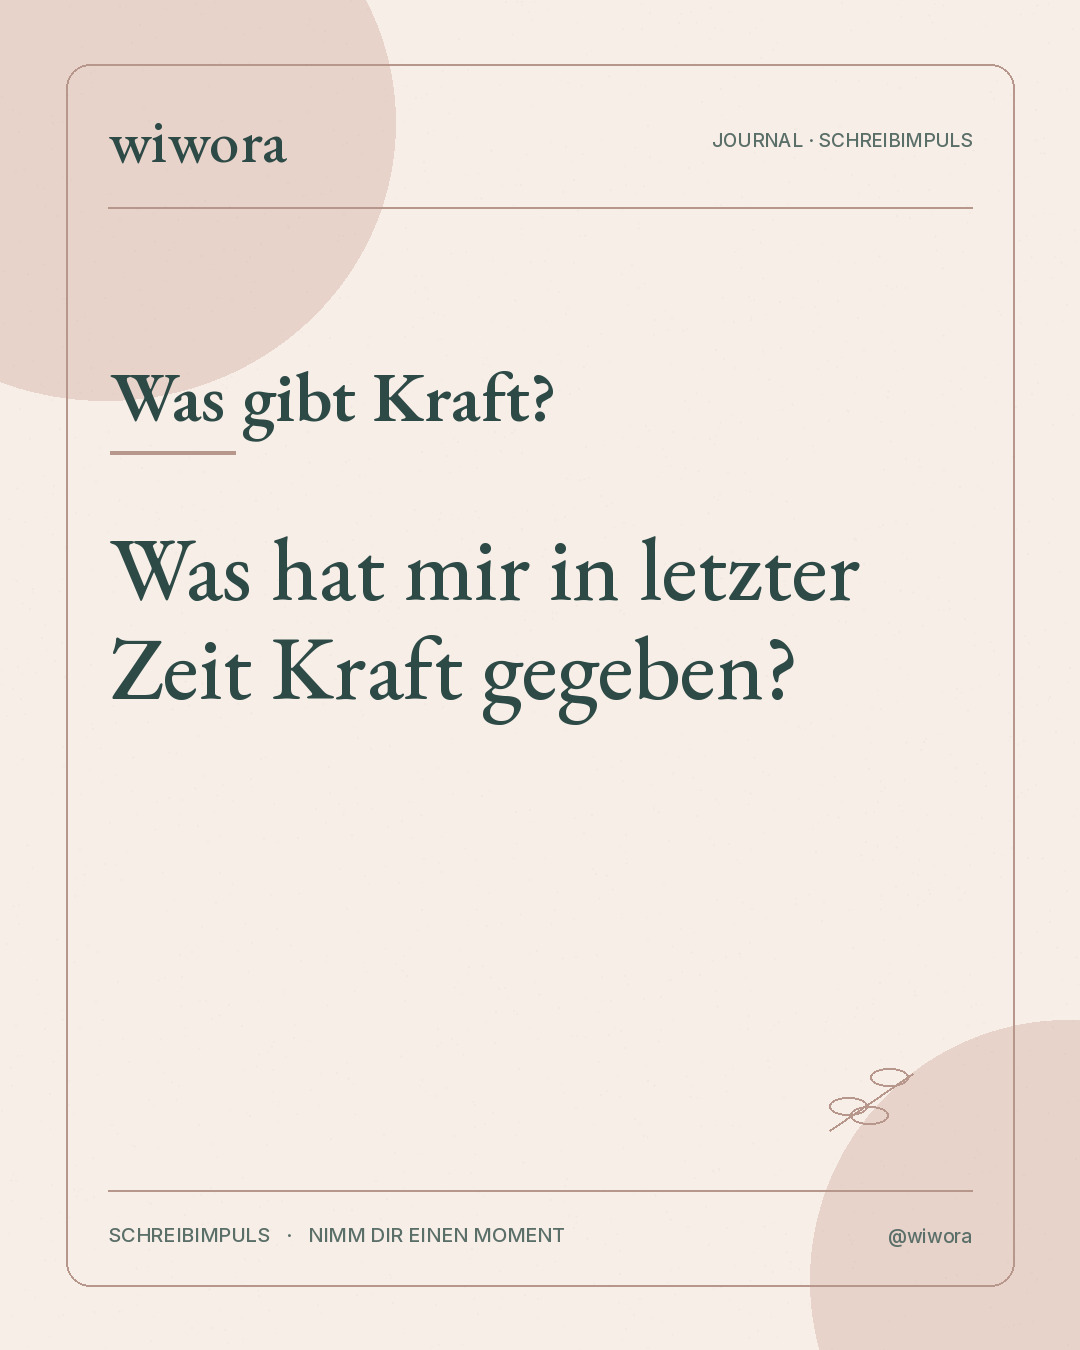 wiwora
JOURNAL · SCHREIBIMPULS
Was gibt Kraft?
Was hat mir in letzter
Zeit Kraft gegeben?
SCHREIBIMPULS · NIMM DIR EINEN MOMENT
@wiwora